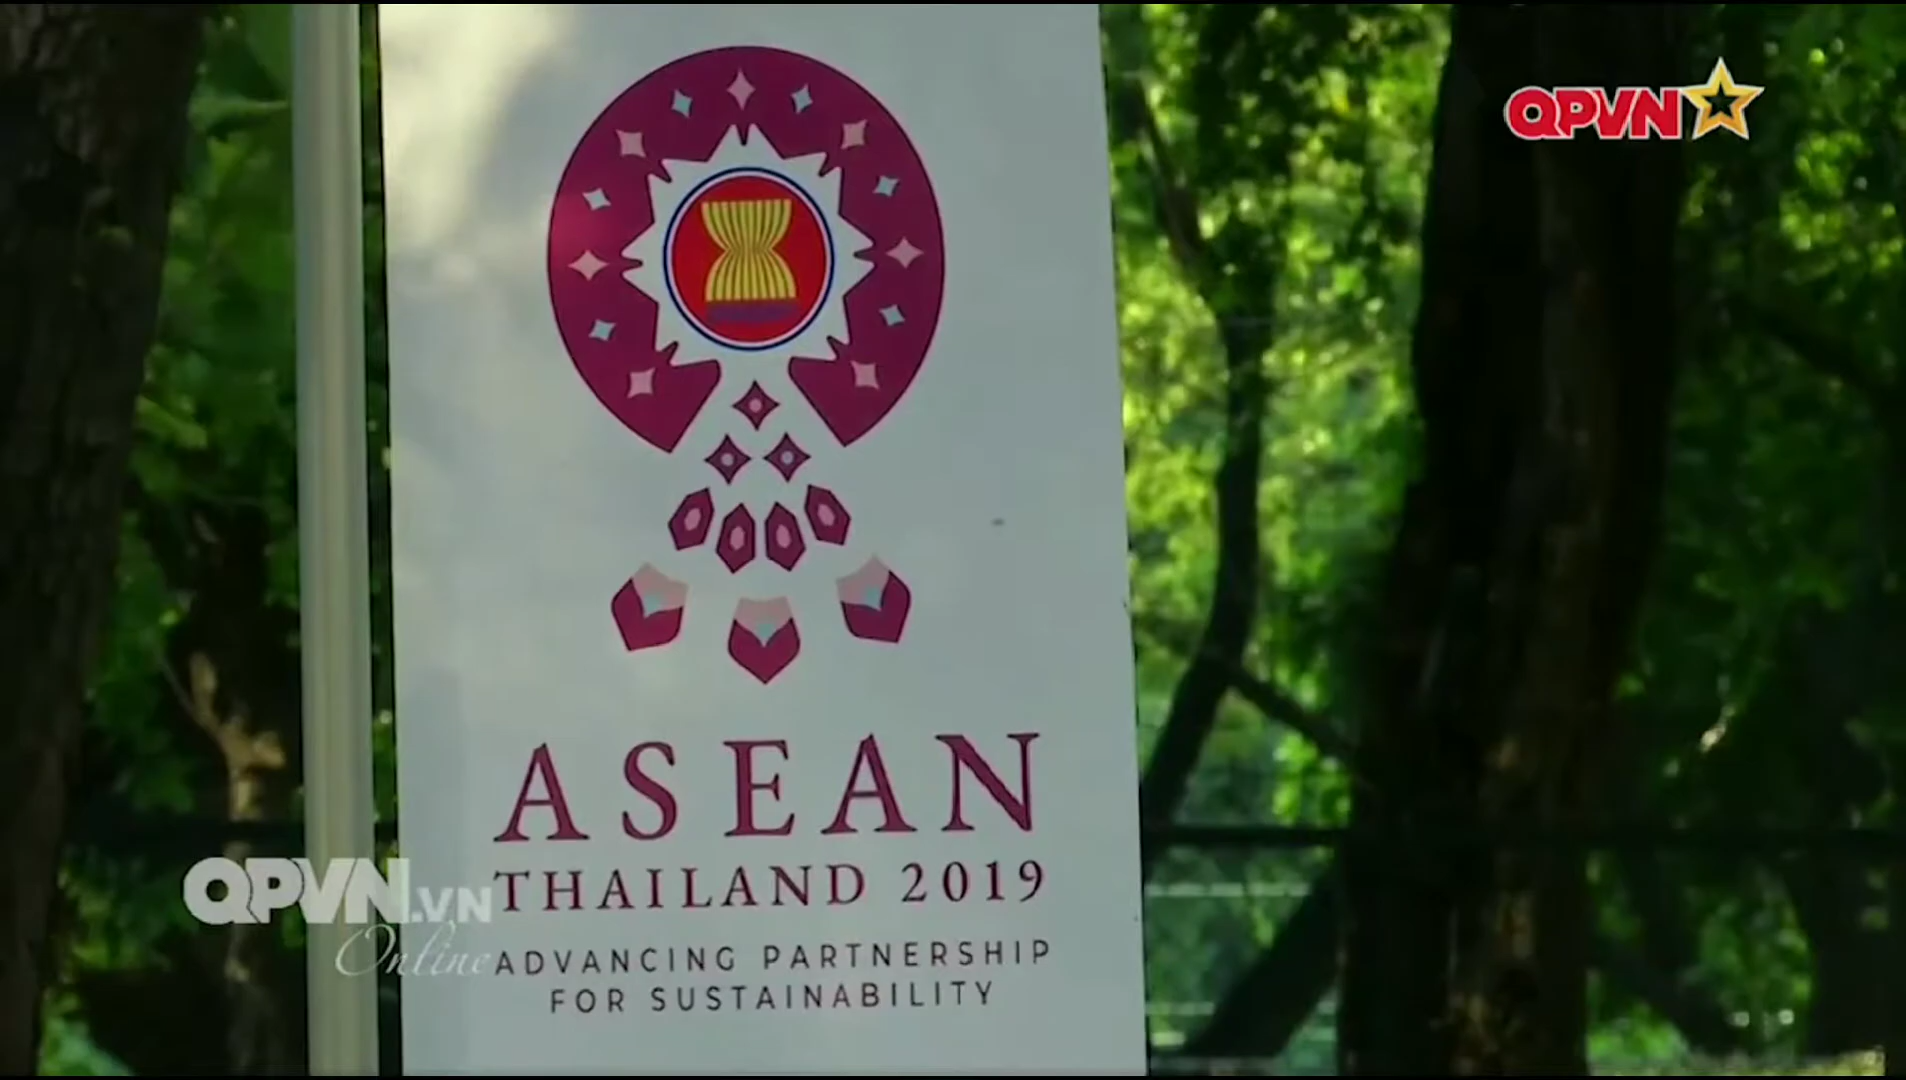 QPVN
ASEAN
THAILAND 2019
ADVANCING PARTNERSHIP
FOR SUSTAINABILITY
QPVN.VN
Online